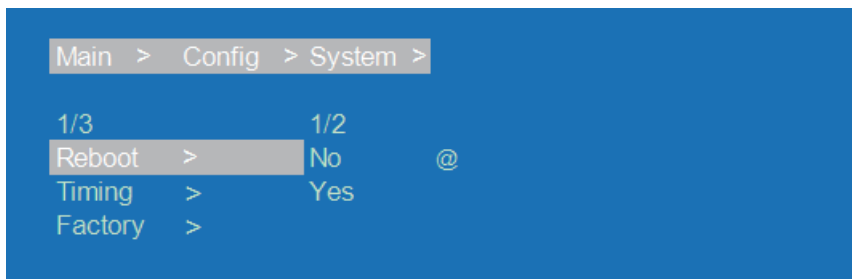 Main > Config > System >
1/3 1/2
Reboot > No @
Timing > Yes
Factory >